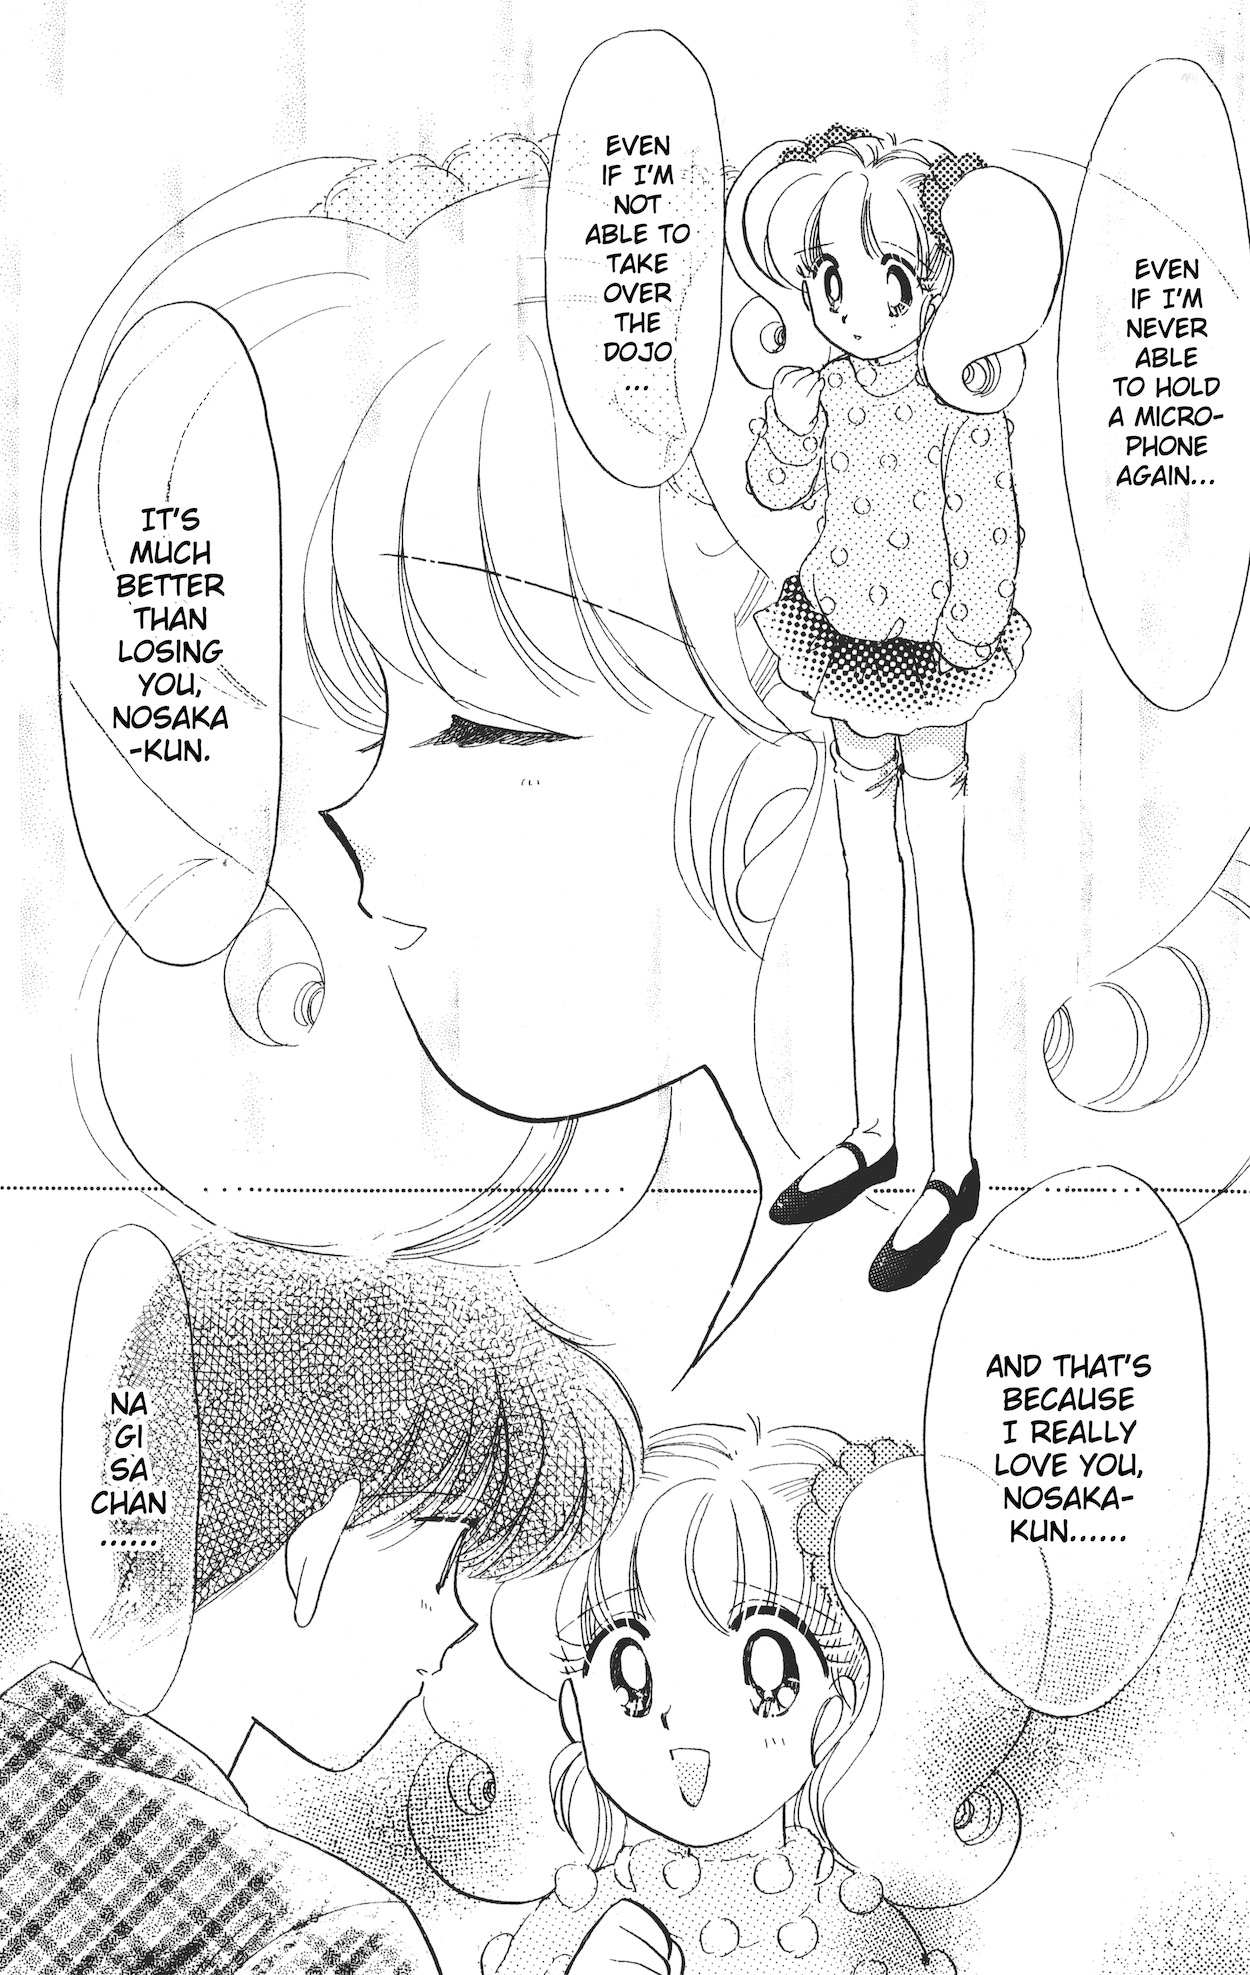 EVEN
IF I'M
NEVER
ABLE
TO HOLD
A MICRO-
PHONE
AGAIN...
EVEN
IF I'M
NOT
ABLE TO
TAKE
OVER
THE
DOJO
...
IT'S
MUCH
BETTER
THAN
LOSING
YOU,
NOSAKA
-KUN.
AND THAT'S
BECAUSE
I REALLY
LOVE YOU,
NOSAKA-
KUN......
NA
GI
SA
CHAN
......